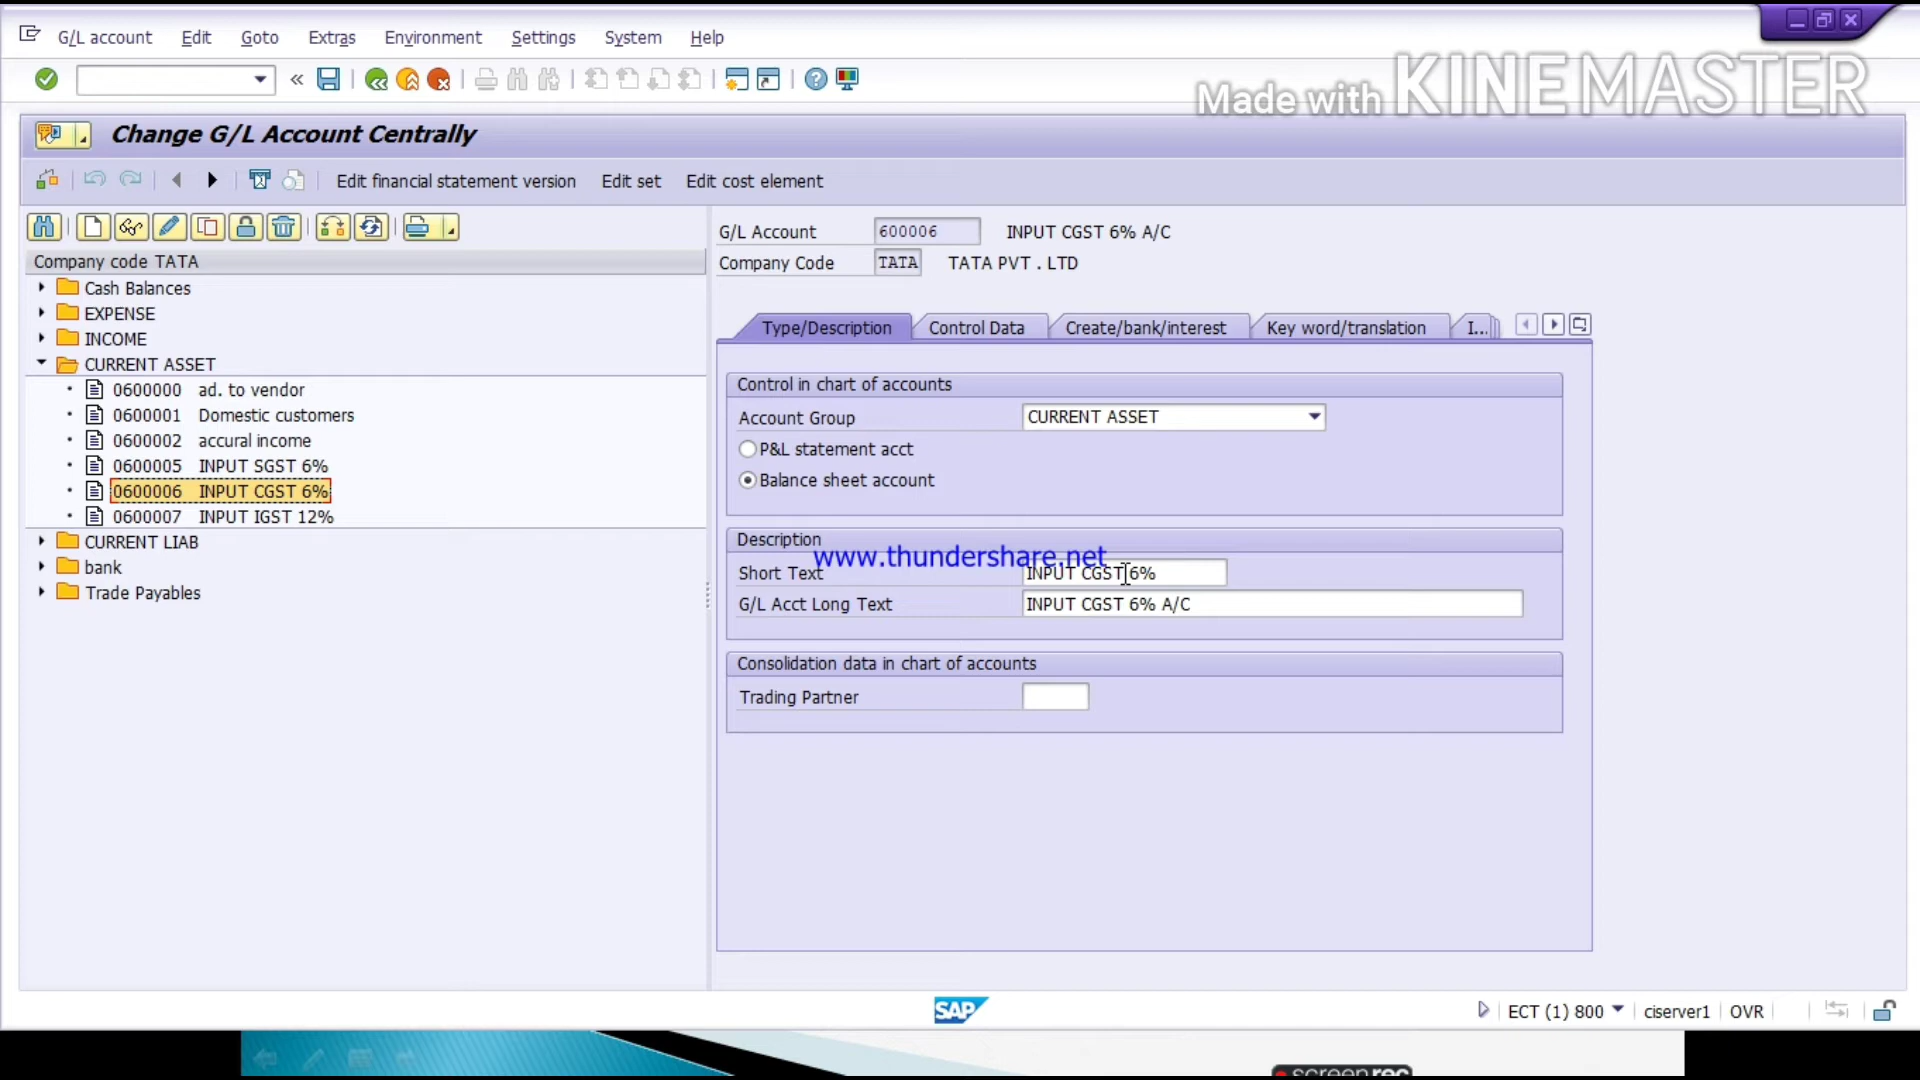 G/L account Edit Goto Extras Environment Settings System Help
Made with KINEMASTER
Change G/L Account Centrally
Edit financial statement version Edit set Edit cost element
Company code TATA
Cash Balances
EXPENSE
INCOME
CURRENT ASSET
0600000 ad. to vendor
0600001 Domestic customers
0600002 accural income
0600005 INPUT SGST 6%
0600006 INPUT CGST 6%
0600007 INPUT IGST 12%
CURRENT LIAB
bank
Trade Payables
G/L Account 600006 INPUT CGST 6% A/C
Company Code TATA TATA PVT . LTD
Type/Description Control Data Create/bank/interest Key word/translation I...
Control in chart of accounts
Account Group CURRENT ASSET
P&L statement acct
Balance sheet account
Description
www.thundershare.net
Short Text INPUT CGST 6%
G/L Acct Long Text INPUT CGST 6% A/C
Consolidation data in chart of accounts
Trading Partner
SAP
ECT (1) 800 ciserver1 OVR
screenrec